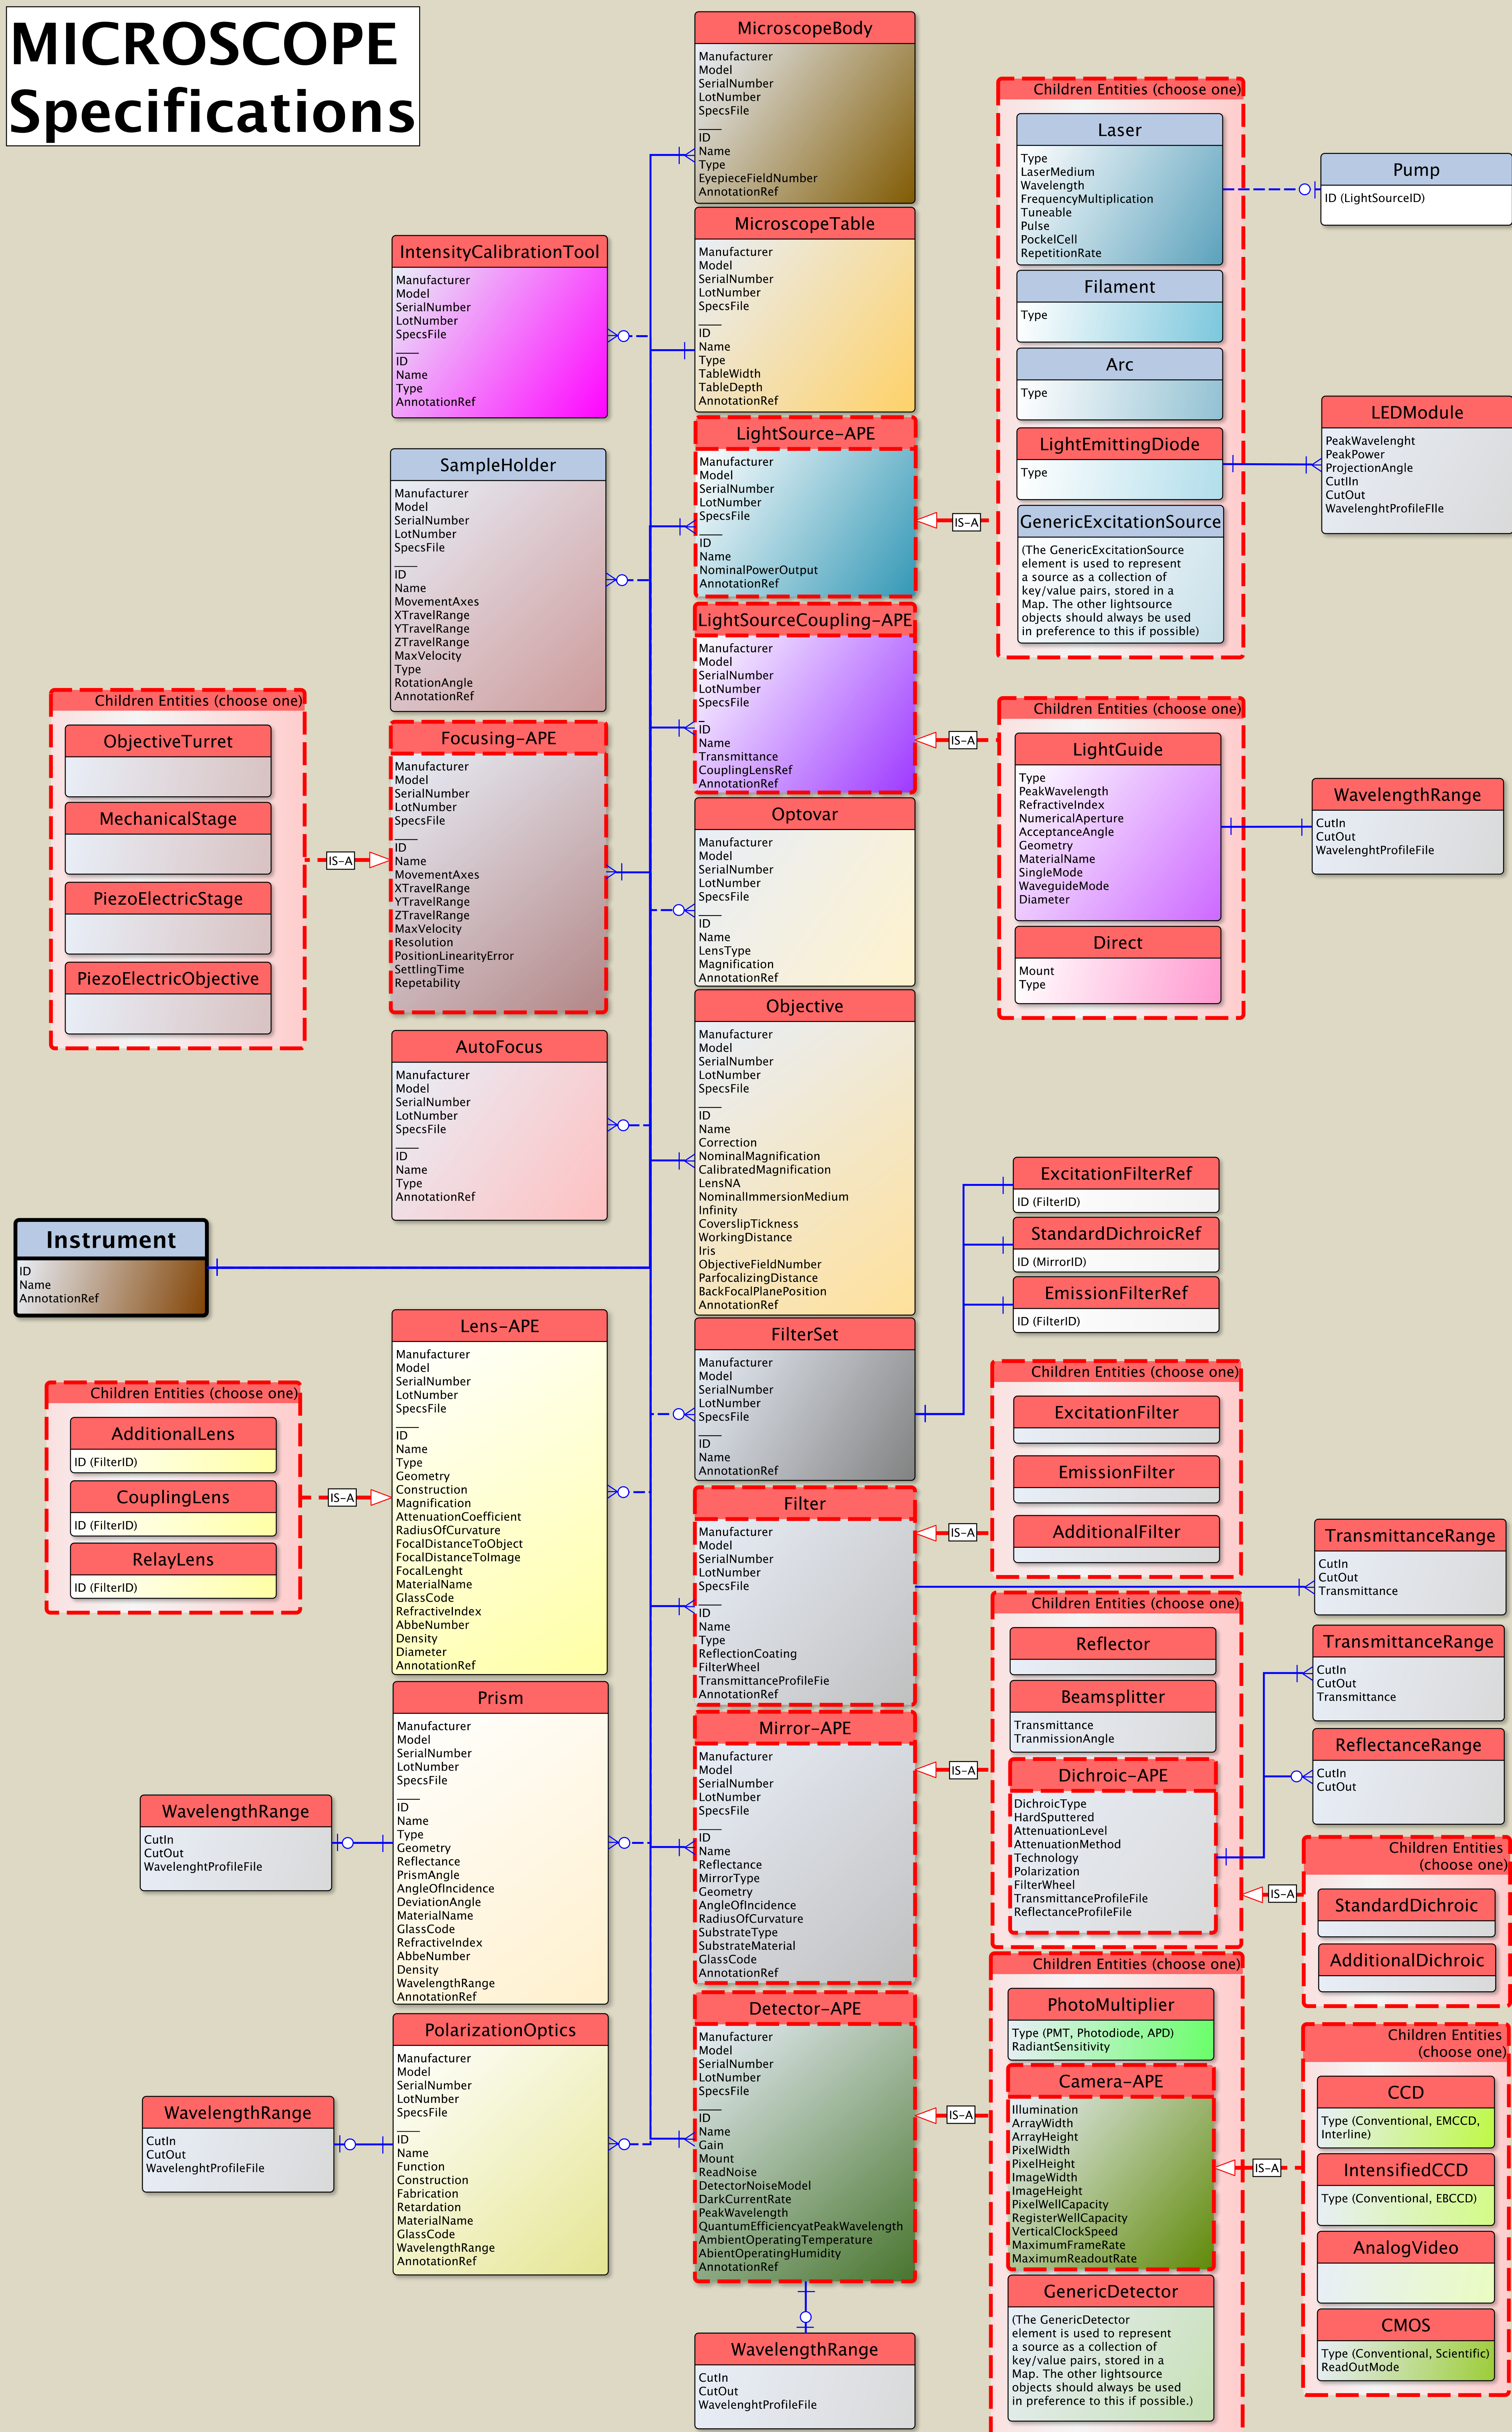 MICROSCOPE
Specifications
MicroscopeBody
Manufacturer
Model
SerialNumber
LotNumber
SpecsFile
___
ID
Name
Type
EyepieceFieldNumber
AnnotationRef
MicroscopeTable
Manufacturer
Model
SerialNumber
LotNumber
SpecsFile
___
ID
Name
Type
TableWidth
TableDepth
AnnotationRef
LightSource-APE
Manufacturer
Model
SerialNumber
LotNumber
SpecsFile
___
ID
Name
NominalPowerOutput
AnnotationRef
IS-A
Children Entities (choose one)
Laser
Type
LaserMedium
Wavelength
FrequencyMultiplication
Tuneable
Pulse
PockelCell
RepetitionRate
Filament
Type
Arc
Type
LightEmittingDiode
Type
GenericExcitationSource
(The GenericExcitationSource
element is used to represent
a source as a collection of
key/value pairs, stored in a
Map. The other lightsource
objects should always be used
in preference to this if possible)
Pump
ID (LightSourceID)
LEDModule
PeakWavelenght
PeakPower
ProjectionAngle
CutIIn
CutOut
WavelenghtProfileFIle
IntensityCalibrationTool
Manufacturer
Model
SerialNumber
LotNumber
SpecsFile
___
ID
Name
Type
AnnotationRef
SampleHolder
Manufacturer
Model
SerialNumber
LotNumber
SpecsFile
___
ID
Name
MovementAxes
XTravelRange
YTravelRange
ZTravelRange
MaxVelocity
Type
RotationAngle
AnnotationRef
LightSourceCoupling-APE
Manufacturer
Model
SerialNumber
LotNumber
SpecsFile
_
ID
Name
Transmittance
CouplingLensRef
AnnotationRef
IS-A
Children Entities (choose one)
LightGuide
Type
PeakWavelength
RefractiveIndex
NumericalAperture
AcceptanceAngle
Geometry
MaterialName
SingleMode
WaveguideMode
Diameter
Direct
Mount
Type
WavelengthRange
CutIn
CutOut
WavelenghtProfileFile
Children Entities (choose one)
ObjectiveTurret
MechanicalStage
PiezoElectricStage
PiezoElectricObjective
IS-A
Focusing-APE
Manufacturer
Model
SerialNumber
LotNumber
SpecsFile
___
ID
Name
MovementAxes
XTravelRange
YTravelRange
ZTravelRange
MaxVelocity
Resolution
PositionLinearityError
SettlingTime
Repetability
Optovar
Manufacturer
Model
SerialNumber
LotNumber
SpecsFile
___
ID
Name
LensType
Magnification
AnnotationRef
AutoFocus
Manufacturer
Model
SerialNumber
LotNumber
SpecsFile
___
ID
Name
Type
AnnotationRef
Objective
Manufacturer
Model
SerialNumber
LotNumber
SpecsFile
___
ID
Name
Correction
NominalMagnification
CalibratedMagnification
LensNA
NominalImmersionMedium
Infinity
CoverslipTickness
WorkingDistance
Iris
ObjectiveFieldNumber
ParfocalizingDistance
BackFocalPlanePosition
AnnotationRef
Instrument
ID
Name
AnnotationRef
ExcitationFilterRef
ID (FilterID)
StandardDichroicRef
ID (MirrorID)
EmissionFilterRef
ID (FilterID)
FilterSet
Manufacturer
Model
SerialNumber
LotNumber
SpecsFile
___
ID
Name
AnnotationRef
Children Entities (choose one)
AdditionalLens
ID (FilterID)
CouplingLens
ID (FilterID)
RelayLens
ID (FilterID)
IS-A
Lens-APE
Manufacturer
Model
SerialNumber
LotNumber
SpecsFile
___
ID
Name
Type
Geometry
Construction
Magnification
AttenuationCoefficient
RadiusOfCurvature
FocalDistanceToObject
FocalDistanceToImage
FocalLenght
MaterialName
GlassCode
RefractiveIndex
AbbeNumber
Density
Diameter
AnnotationRef
Filter
Manufacturer
Model
SerialNumber
LotNumber
SpecsFile
___
ID
Name
Type
ReflectionCoating
FilterWheel
TransmittanceProfileFie
AnnotationRef
IS-A
Children Entities (choose one)
ExcitationFilter
EmissionFilter
AdditionalFilter
TransmittanceRange
CutIn
CutOut
Transmittance
Mirror-APE
Manufacturer
Model
SerialNumber
LotNumber
SpecsFile
___
ID
Name
Reflectance
MirrorType
Geometry
AngleOfIncidence
RadiusOfCurvature
SubstrateType
SubstrateMaterial
GlassCode
AnnotationRef
IS-A
Children Entities (choose one)
Reflector
Beamsplitter
Transmittance
TranmissionAngle
Dichroic-APE
DichroicType
HardSputtered
AttenuationLevel
AttenuationMethod
Technology
Polarization
FilterWheel
TransmittanceProfileFile
ReflectanceProfileFile
TransmittanceRange
CutIn
CutOut
Transmittance
ReflectanceRange
CutIn
CutOut
IS-A
Children Entities
(choose one)
StandardDichroic
AdditionalDichroic
WavelengthRange
CutIn
CutOut
WavelenghtProfileFile
Prism
Manufacturer
Model
SerialNumber
LotNumber
SpecsFile
___
ID
Name
Type
Geometry
Reflectance
PrismAngle
AngleOfIncidence
DeviationAngle
MaterialName
GlassCode
RefractiveIndex
AbbeNumber
Density
WavelengthRange
AnnotationRef
WavelengthRange
CutIn
CutOut
WavelenghtProfileFile
PolarizationOptics
Manufacturer
Model
SerialNumber
LotNumber
SpecsFile
___
ID
Name
Function
Construction
Fabrication
Retardation
MaterialName
GlassCode
WavelengthRange
AnnotationRef
Detector-APE
Manufacturer
Model
SerialNumber
LotNumber
SpecsFile
___
ID
Name
Gain
Mount
ReadNoise
DetectorNoiseModel
DarkCurrentRate
PeakWavelength
QuantumEfficiencyatPeakWavelength
AmbientOperatingTemperature
AbientOperatingHumidity
AnnotationRef
IS-A
Children Entities (choose one)
PhotoMultiplier
Type (PMT, Photodiode, APD)
RadiantSensitivity
Camera-APE
Illumination
ArrayWidth
ArrayHeight
PixelWidth
PixelHeight
ImageWidth
ImageHeight
PixelWellCapacity
RegisterWellCapacity
VerticalClockSpeed
MaximumFrameRate
MaximumReadoutRate
GenericDetector
(The GenericDetector
element is used to represent
a source as a collection of
key/value pairs, stored in a
Map. The other lightsource
objects should always be used
in preference to this if possible.)
IS-A
Children Entities
(choose one)
CCD
Type (Conventional, EMCCD,
Interline)
IntensifiedCCD
Type (Conventional, EBCCD)
AnalogVideo
CMOS
Type (Conventional, Scientific)
ReadOutMode
WavelengthRange
CutIn
CutOut
WavelenghtProfileFile